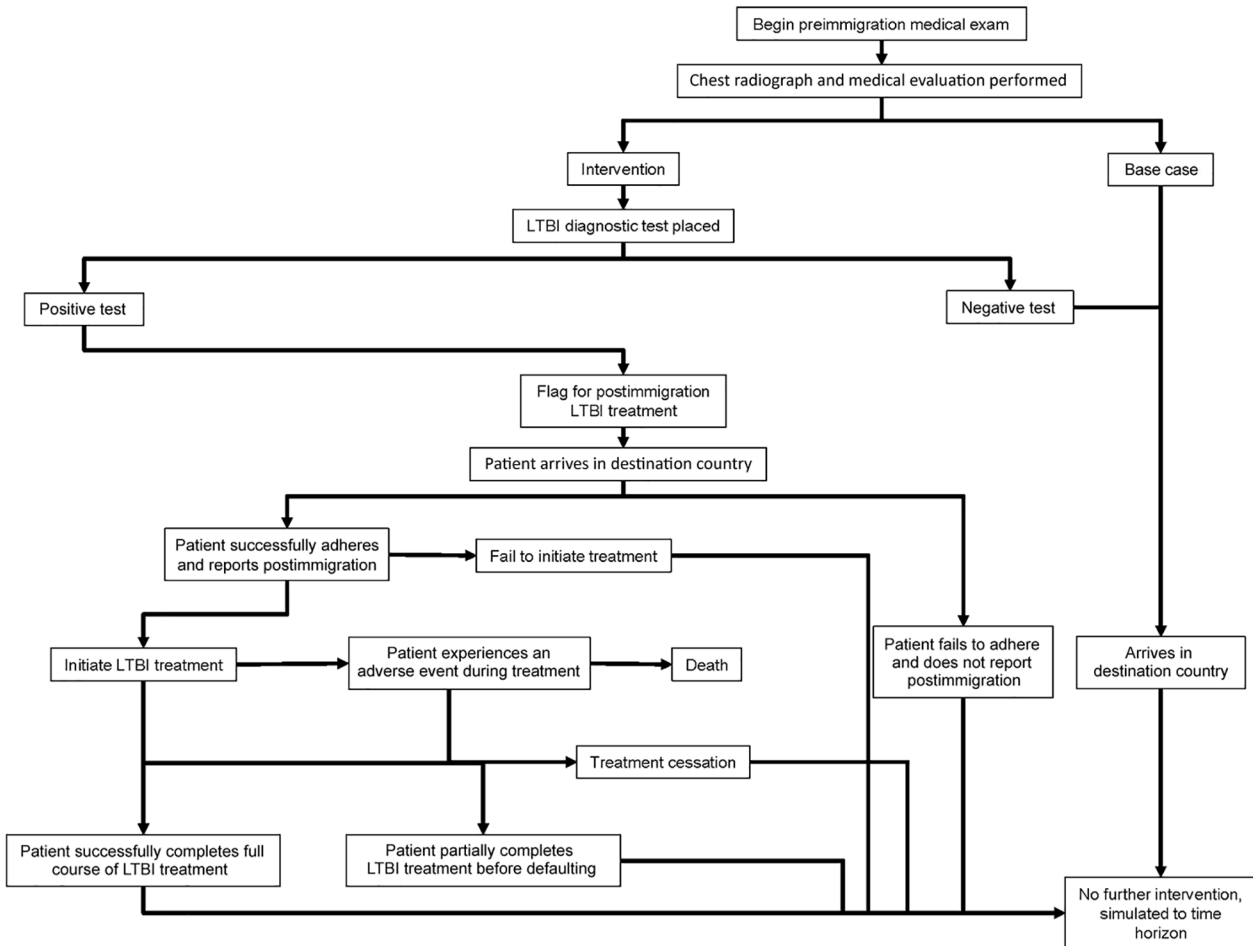 Begin preimmigration medical exam
Chest radiograph and medical evaluation performed
Intervention
Base case
LTBI diagnostic test placed
Positive test
Negative test
Flag for postimmigration
LTBI treatment
Patient arrives in destination country
Patient successfully adheres
and reports postimmigration
Fail to initiate treatment
Initiate LTBI treatment
Patient experiences an
adverse event during treatment
Death
Patient fails to adhere
and does not report
postimmigration
Arrives in
destination country
Treatment cessation
Patient successfully completes full
course of LTBI treatment
Patient partially completes
LTBI treatment before defaulting
No further intervention,
simulated to time
horizon